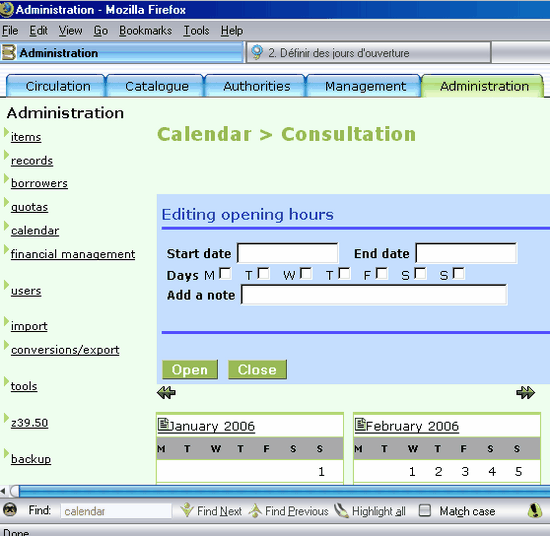 Administration - Mozilla Firefox
File Edit View Go Bookmarks Tools Help
Administration 2. Définir des jours d'ouverture
Circulation Catalogue Authorities Management Administration
Administration
items
records
borrowers
quotas
calendar
financial management
users
import
conversions/export
tools
z39.50
backup
Calendar > Consultation
Editing opening hours
Start date End date
Days M T W T F S S
Add a note
Open Close
January 2006 February 2006
M T W T F S S M T W T F S S
1 1 2 3 4 5
Find: calendar Find Next Find Previous Highlight all Match case
Done